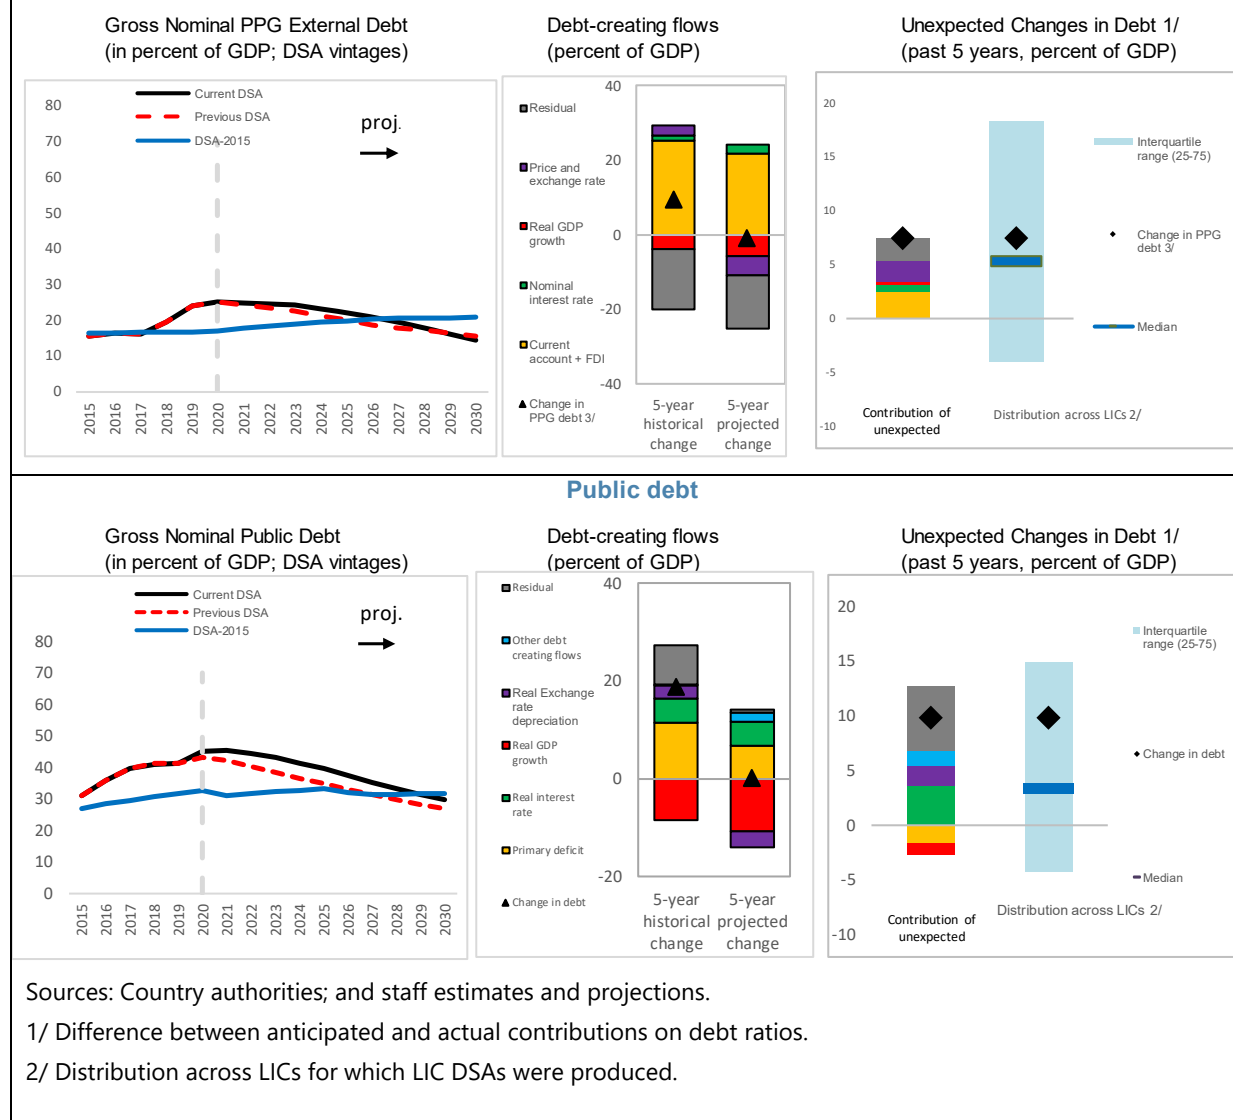 Gross Nominal PPG External Debt
(in percent of GDP; DSA vintages)
Current DSA
Previous DSA
DSA-2015
proj.
80
70
60
50
40
30
20
10
0
2015
2016
2017
2018
2019
2020
2021
2022
2023
2024
2025
2026
2027
2028
2029
2030
Debt-creating flows
(percent of GDP)
Residual
Price and
exchange rate
Real GDP
growth
Nominal
interest rate
Current
account + FDI
Change in
PPG debt 3/
40
20
0
-20
-40
5-year
historical
change
5-year
projected
change
Unexpected Changes in Debt 1/
(past 5 years, percent of GDP)
20
15
10
5
0
-5
-10
Interquartile
range (25-75)
Change in PPG
debt 3/
Median
Contribution of
unexpected
Distribution across LICs 2/
Public debt
Gross Nominal Public Debt
(in percent of GDP; DSA vintages)
Current DSA
Previous DSA
DSA-2015
proj.
80
70
60
50
40
30
20
10
0
2015
2016
2017
2018
2019
2020
2021
2022
2023
2024
2025
2026
2027
2028
2029
2030
Debt-creating flows
(percent of GDP)
Residual
Other debt
creating flows
Real Exchange
rate
depreciation
Real GDP
growth
Real interest
rate
Primary deficit
Change in debt
40
20
0
-20
5-year
historical
change
5-year
projected
change
Unexpected Changes in Debt 1/
(past 5 years, percent of GDP)
20
15
10
5
0
-5
-10
Interquartile
range (25-75)
Change in debt
Median
Contribution of
unexpected
Distribution across LICs 2/
Sources: Country authorities; and staff estimates and projections.
1/ Difference between anticipated and actual contributions on debt ratios.
2/ Distribution across LICs for which LIC DSAs were produced.